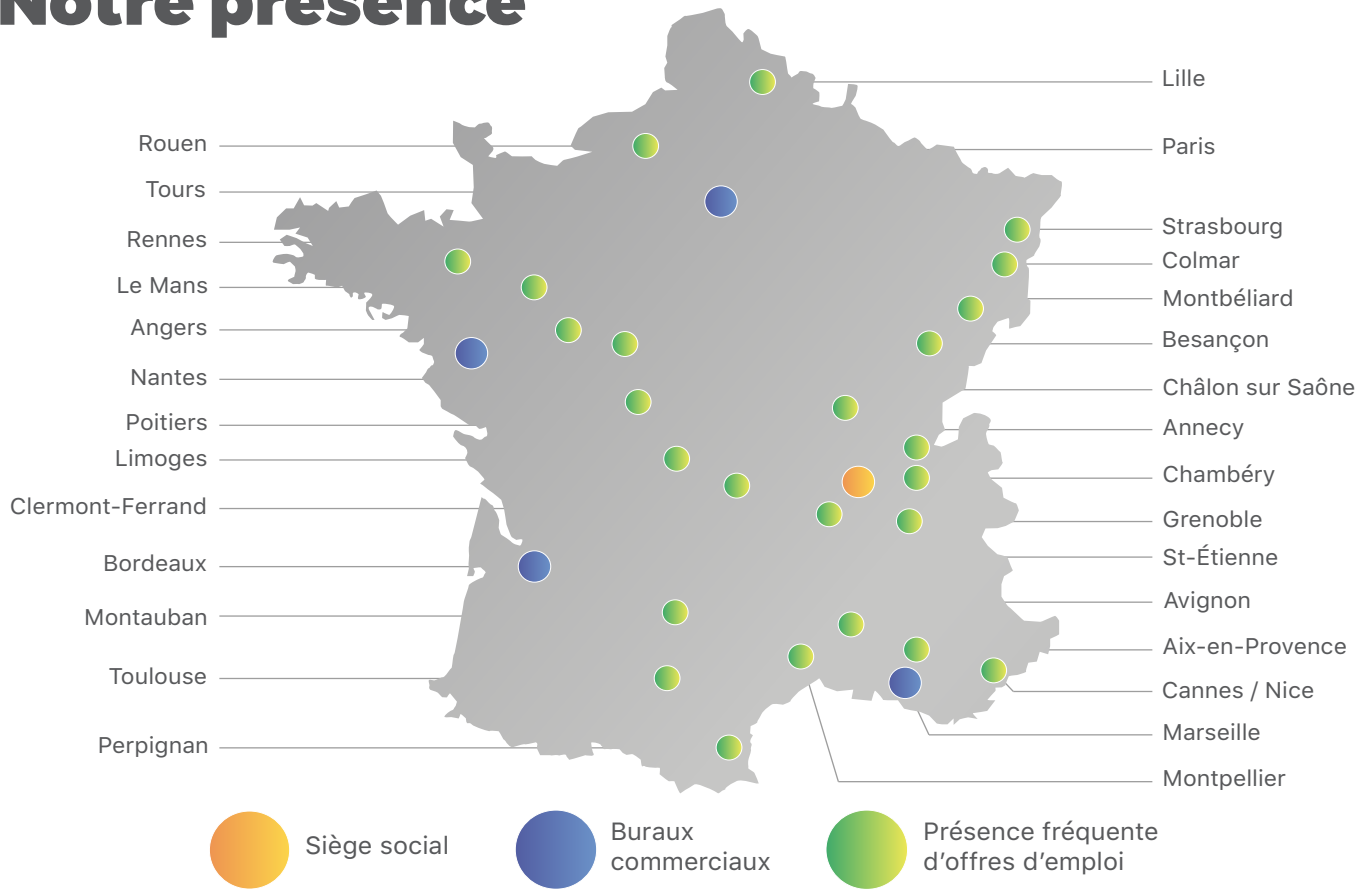 Notre présence
Rouen
Tours
Rennes
Le Mans
Angers
Nantes
Poitiers
Limoges
Clermont-Ferrand
Bordeaux
Montauban
Toulouse
Perpignan
Lille
Paris
Strasbourg
Colmar
Montbéliard
Besançon
Châlon sur Saône
Annecy
Chambéry
Grenoble
St-Étienne
Avignon
Aix-en-Provence
Cannes / Nice
Marseille
Montpellier
Siège social
Buraux
commerciaux
Présence fréquente
d’offres d’emploi